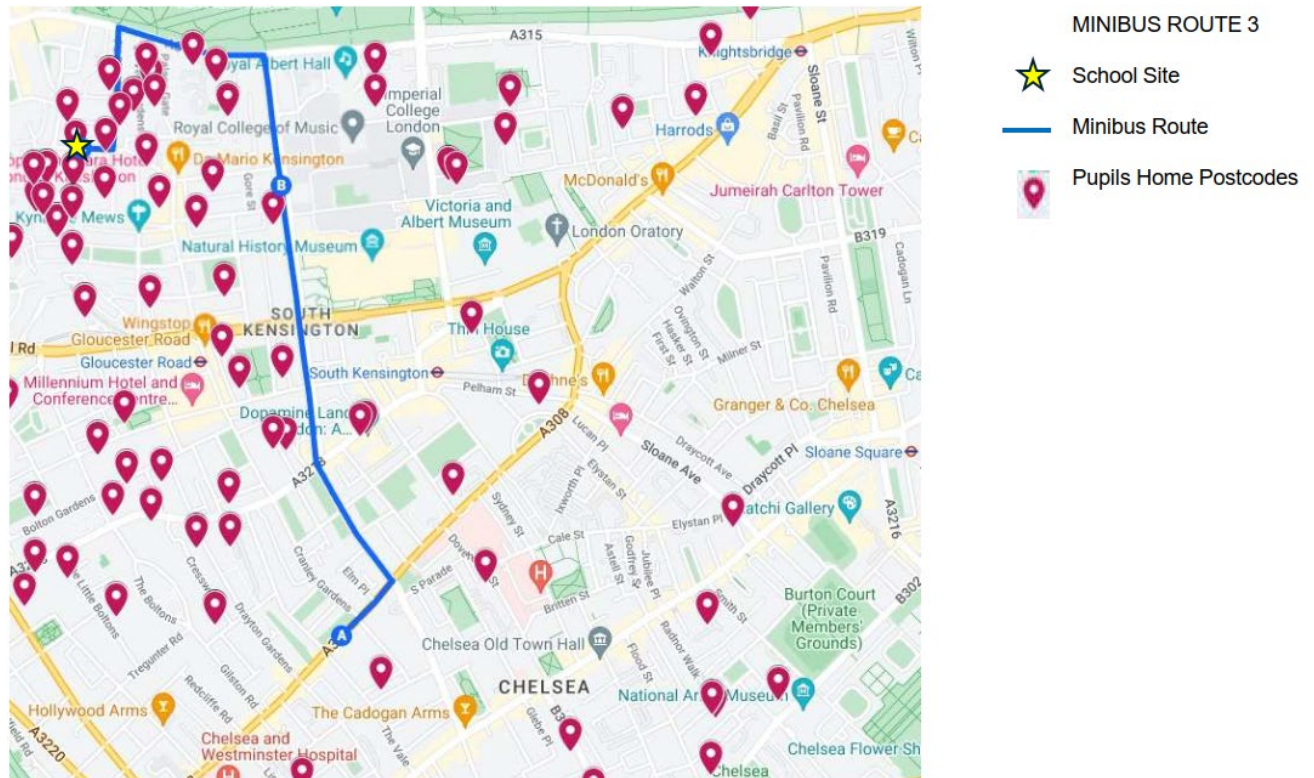 MINIBUS ROUTE 3
School Site
Minibus Route
Pupils Home Postcodes
A315
Knightsbridge
Royal Albert Hall
Imperial
College
London
Royal College of Music
Harrods
Sloane St
Basil St
Pavilion Rd
Da Mario Kensington
McDonald's
Jumeirah Carlton Tower
Gore St
B
Kynance Mews
Victoria and
Albert Museum
London Oratory
Natural History Museum
B319
Cadogan Ln
Walton St
Pavilion Rd
SOUTH
KENSINGTON
Wingstop
Gloucester Road
Ovington St
Hasker St
First St
Milner St
Gloucester Road
South Kensington
Pelham St
Millennium Hotel and
Granger & Co. Chelsea
A308
Lucan Pl
Sloane Ave
Draycott Ave
Draycott Pl
Sloane Square
Elystan St
Ixworth Pl
Bolton Gardens
Sydney St
Elystan Pl
A3216
Cale St
Godfrey St
Astell St
Jubilee Pl
Cranley Gardens
Elm Pl
S Parade
Britten St
Smith St
B302
The Little Boltons
The Boltons
Burton Court
(Private
Members'
Grounds)
A
Drayton Gardens
Tregunter Rd
Chelsea Old Town Hall
Radnor Walk
Flood St
Gilston Rd
Redcliffe Rd
CHELSEA
Hollywood Arms
The Cadogan Arms
Glebe Pl
The Vale
A3220
Chelsea and
Westminster Hospital
Chelsea Flower Sh
Chelsea